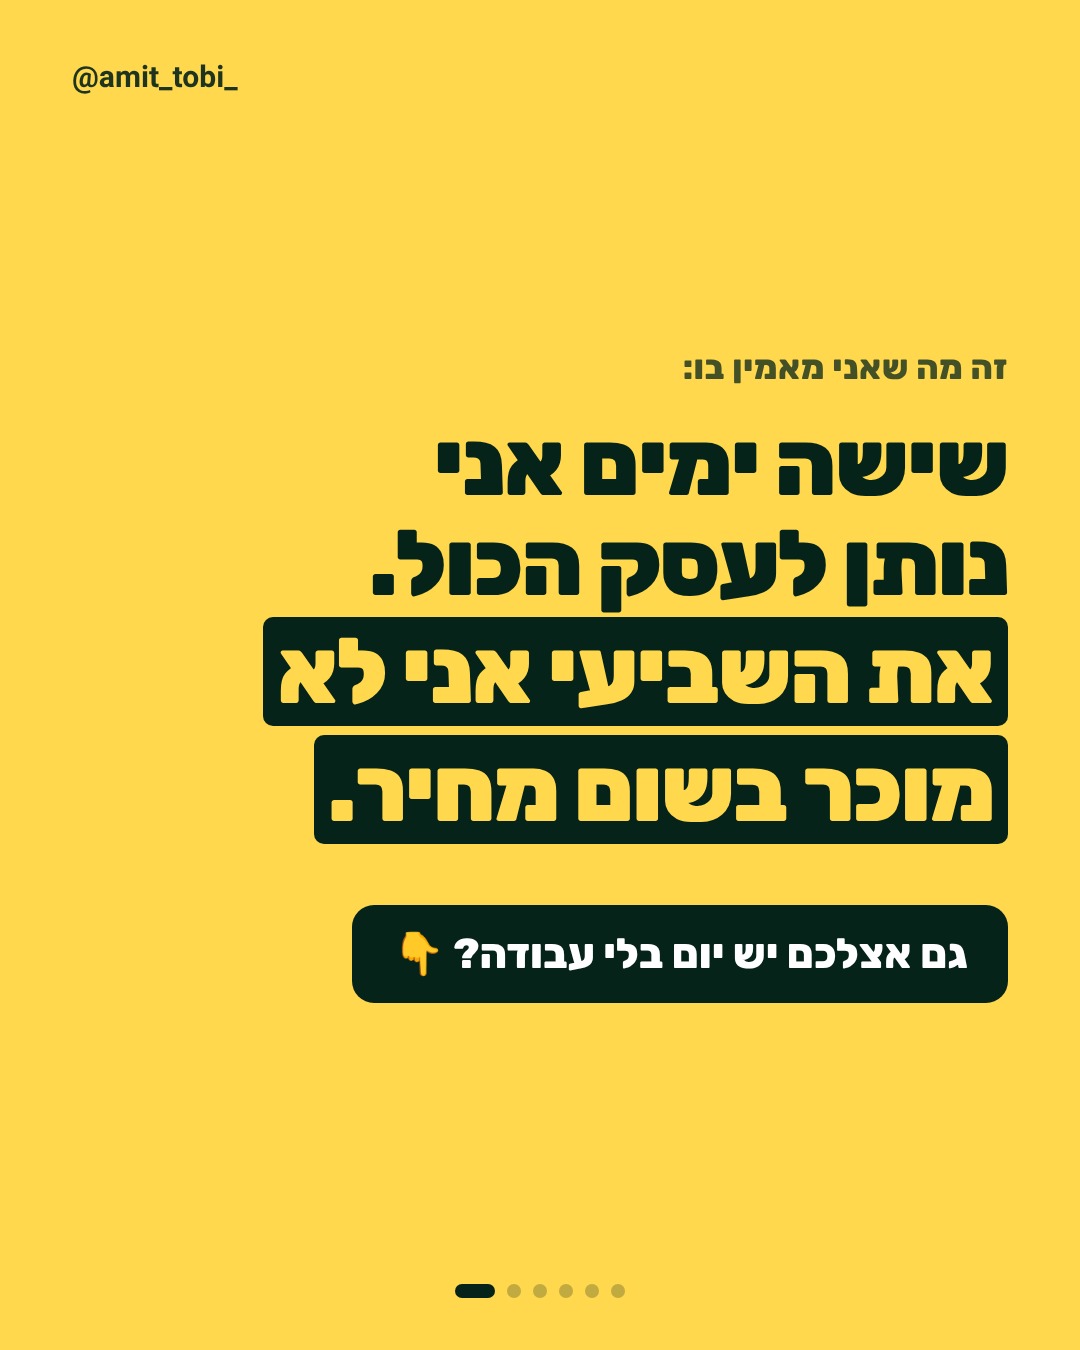 @amit_tobi_
זה מה שאני מאמין בו:
שישה ימים אני
נותן לעסק הכול.
את השביעי אני לא
מוכר בשום מחיר.
גם אצלכם יש יום בלי עבודה? 👇